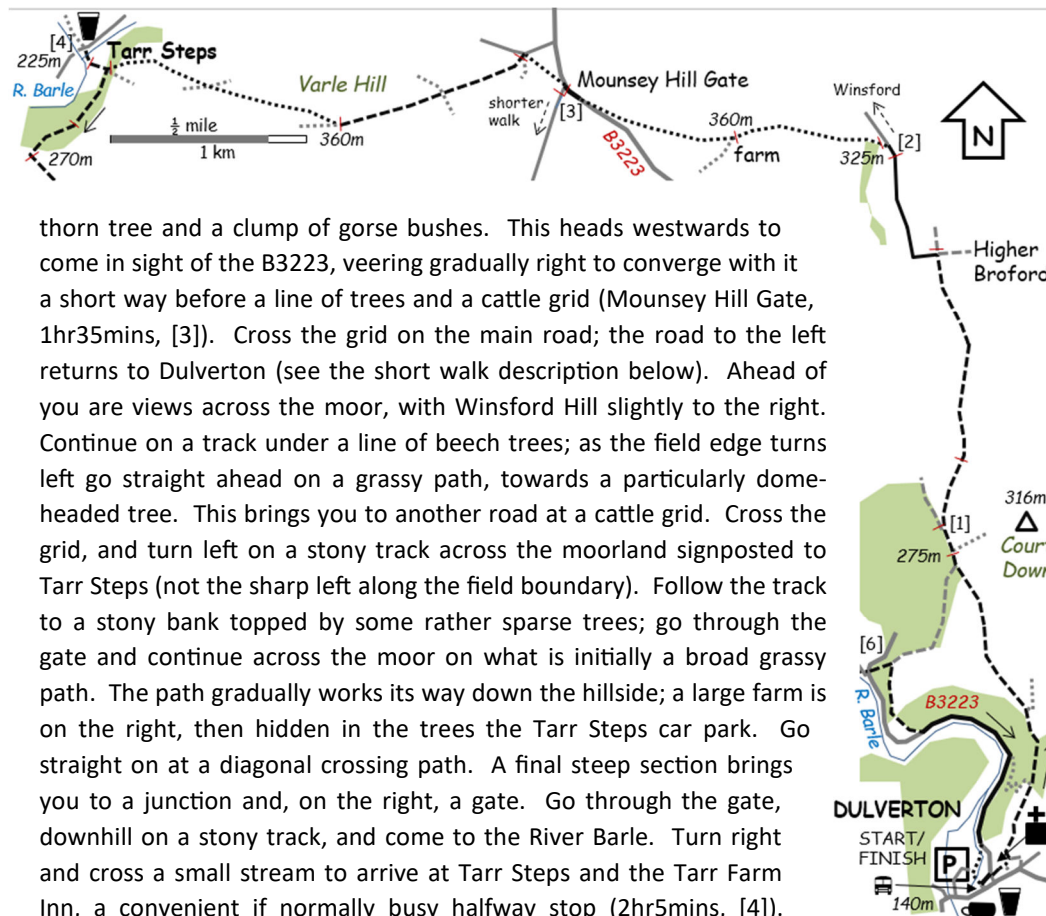 [4]
225m
Tarr Steps
R. Barle
Varle Hill
½ mile
1 km
270m
360m
shorter
walk
[3]
Mounsey Hill Gate
B3223
360m
farm
Winsford
325m
[2]
N
Higher
Broford
thorn tree and a clump of gorse bushes. This heads westwards to
come in sight of the B3223, veering gradually right to converge with it
a short way before a line of trees and a cattle grid (Mounsey Hill Gate,
1hr35mins, [3]). Cross the grid on the main road; the road to the left
returns to Dulverton (see the short walk description below). Ahead of
you are views across the moor, with Winsford Hill slightly to the right.
Continue on a track under a line of beech trees; as the field edge turns
left go straight ahead on a grassy path, towards a particularly dome-
headed tree. This brings you to another road at a cattle grid. Cross the
grid, and turn left on a stony track across the moorland signposted to
Tarr Steps (not the sharp left along the field boundary). Follow the track
to a stony bank topped by some rather sparse trees; go through the
gate and continue across the moor on what is initially a broad grassy
path. The path gradually works its way down the hillside; a large farm is
on the right, then hidden in the trees the Tarr Steps car park. Go
straight on at a diagonal crossing path. A final steep section brings
you to a junction and, on the right, a gate. Go through the gate,
downhill on a stony track, and come to the River Barle. Turn right
and cross a small stream to arrive at Tarr Steps and the Tarr Farm
Inn, a convenient if normally busy halfway stop (2hr5mins, [4]).
316m
[1]
Court
Down
275m
[6]
R. Barle
B3223
DULVERTON
START/
FINISH
P
140m